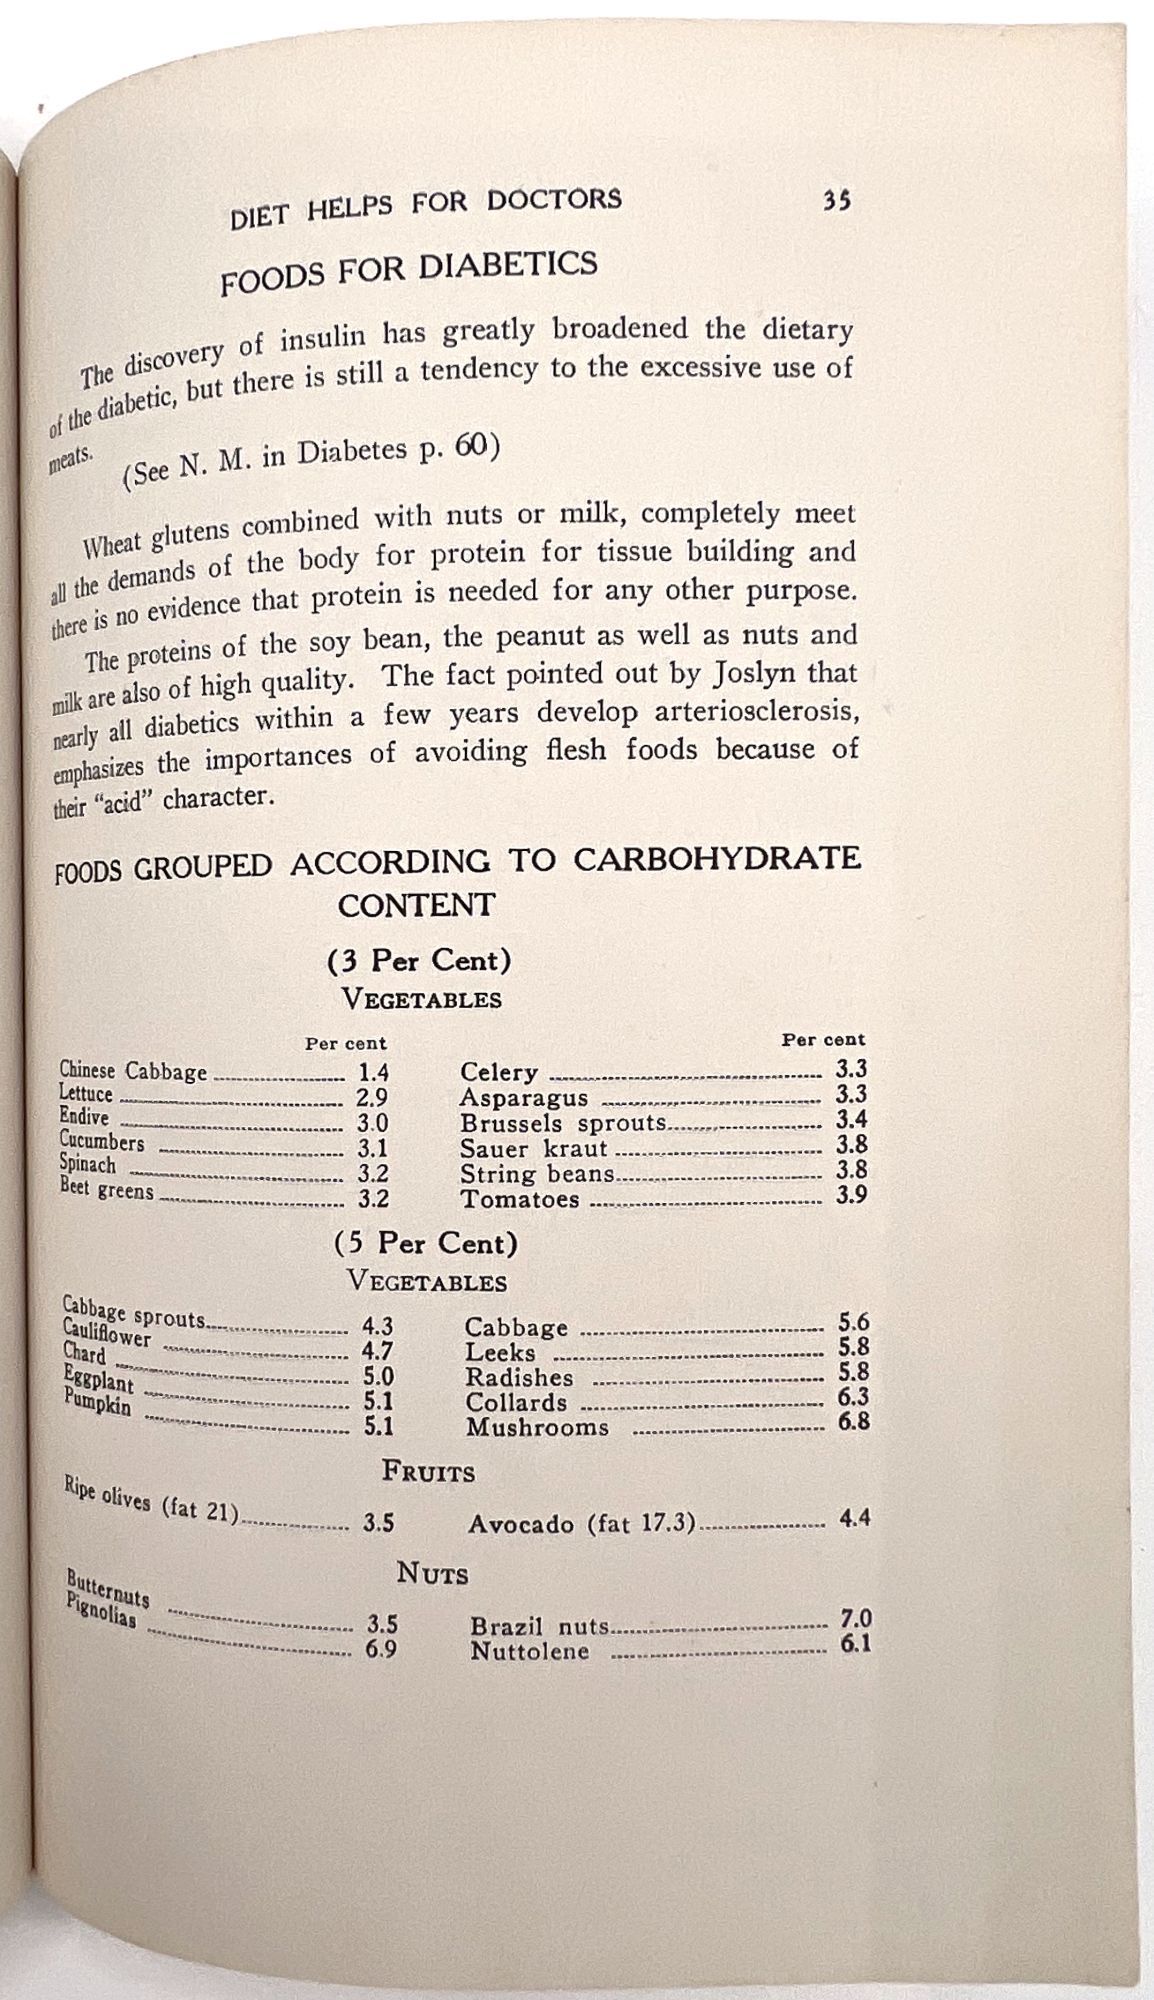 DIET HELPS FOR DOCTORS 35
FOODS FOR DIABETICS
The discovery of insulin has greatly broadened the dietary
of the diabetic, but there is still a tendency to the excessive use of
meats.
(See N. M. in Diabetes p. 60)
Wheat glutens combined with nuts or milk, completely meet
all the demands of the body for protein for tissue building and
there is no evidence that protein is needed for any other purpose.
The proteins of the soy bean, the peanut as well as nuts and
milk are also of high quality. The fact pointed out by Joslyn that
nearly all diabetics within a few years develop arteriosclerosis,
emphasizes the importances of avoiding flesh foods because of
their "acid" character.
FOODS GROUPED ACCORDING TO CARBOHYDRATE
CONTENT
(3 Per Cent)
VEGETABLES
Per cent Per cent
Chinese Cabbage 1.4 Celery 3.3
Lettuce 2.9 Asparagus 3.3
Endive 3.0 Brussels sprouts 3.4
Cucumbers 3.1 Sauer kraut 3.8
Spinach 3.2 String beans 3.8
Beet greens 3.2 Tomatoes 3.9
(5 Per Cent)
VEGETABLES
Cabbage sprouts 4.3 Cabbage 5.6
Cauliflower 4.7 Leeks 5.8
Chard 5.0 Radishes 5.8
Eggplant 5.1 Collards 6.3
Pumpkin 5.1 Mushrooms 6.8
FRUITS
Ripe olives (fat 21) 3.5 Avocado (fat 17.3) 4.4
NUTS
Butternuts 3.5 Brazil nuts 7.0
Pignolias 6.9 Nuttolene 6.1